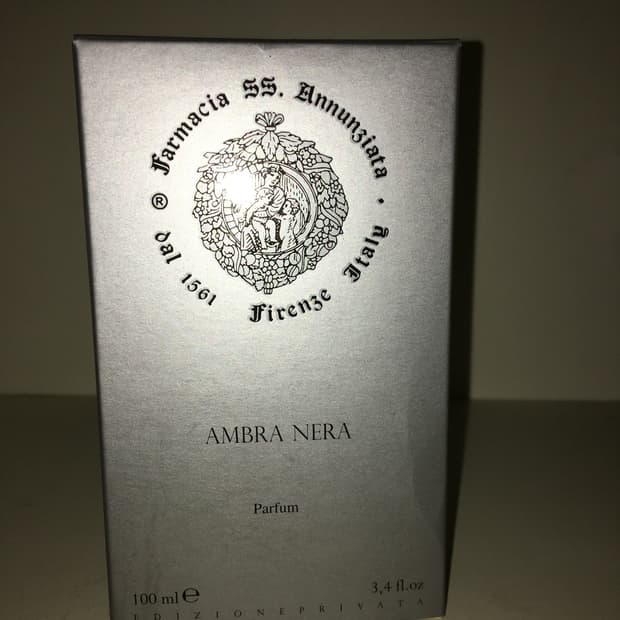 Farmacia SS. Annunziata · Firenze Italy
® dal 1561
AMBRA NERA
Parfum
100 ml ℮
3,4 fl.oz
EDIZIONE PRIVATA